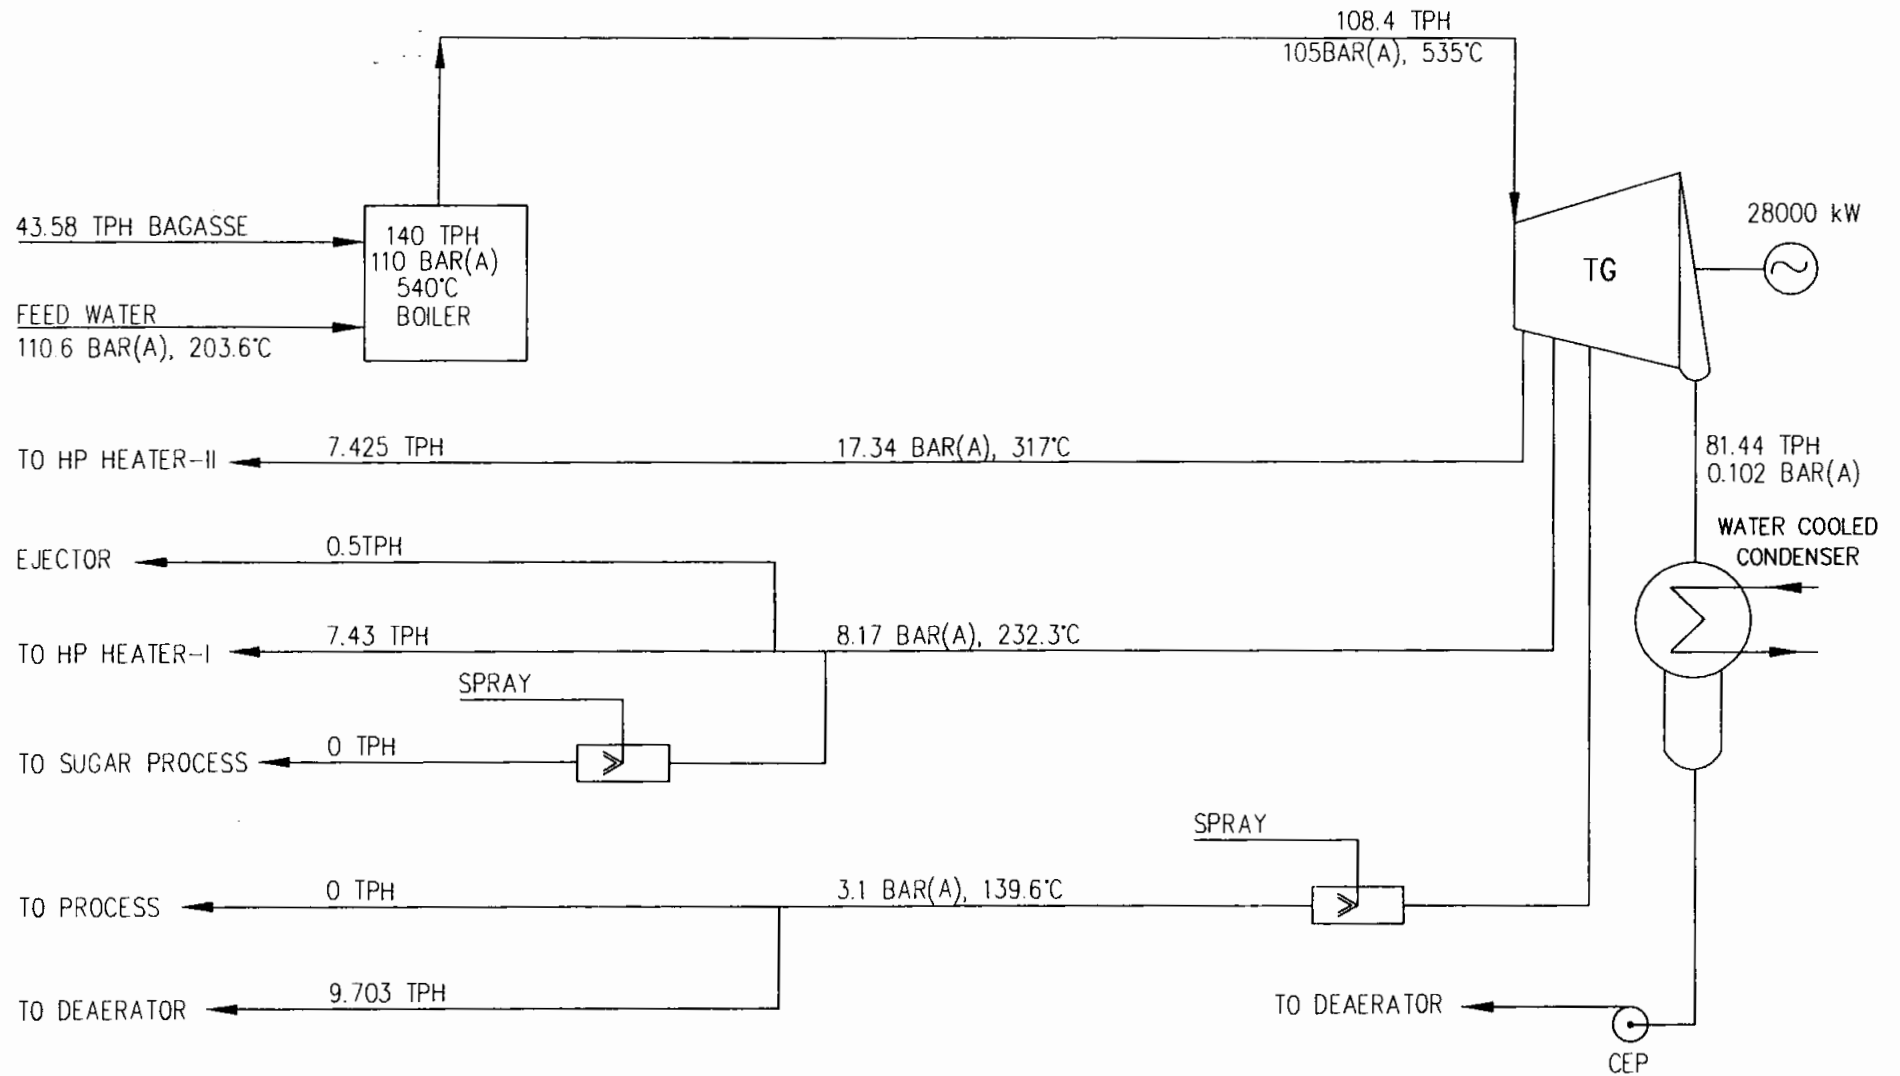 108.4 TPH
105BAR(A), 535°C
43.58 TPH BAGASSE
FEED WATER
110.6 BAR(A), 203.6°C
140 TPH
110 BAR(A)
540°C
BOILER
TG
28000 kW
TO HP HEATER-II
7.425 TPH
17.34 BAR(A), 317°C
81.44 TPH
0.102 BAR(A)
WATER COOLED
CONDENSER
EJECTOR
0.5TPH
TO HP HEATER-I
7.43 TPH
8.17 BAR(A), 232.3°C
SPRAY
TO SUGAR PROCESS
0 TPH
SPRAY
TO PROCESS
0 TPH
3.1 BAR(A), 139.6°C
TO DEAERATOR
9.703 TPH
TO DEAERATOR
CEP